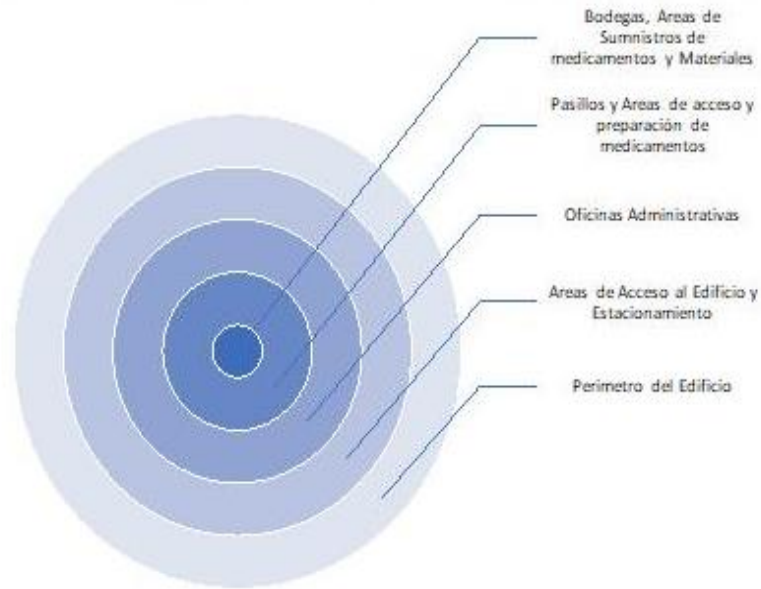 Bodegas, Areas de
Sumnistros de
medicamentos y Materiales
Pasillos y Areas de acceso y
preparación de
medicamentos
Oficinas Administrativas
Areas de Acceso al Edificio y
Estacionamiento
Perimetro del Edificio